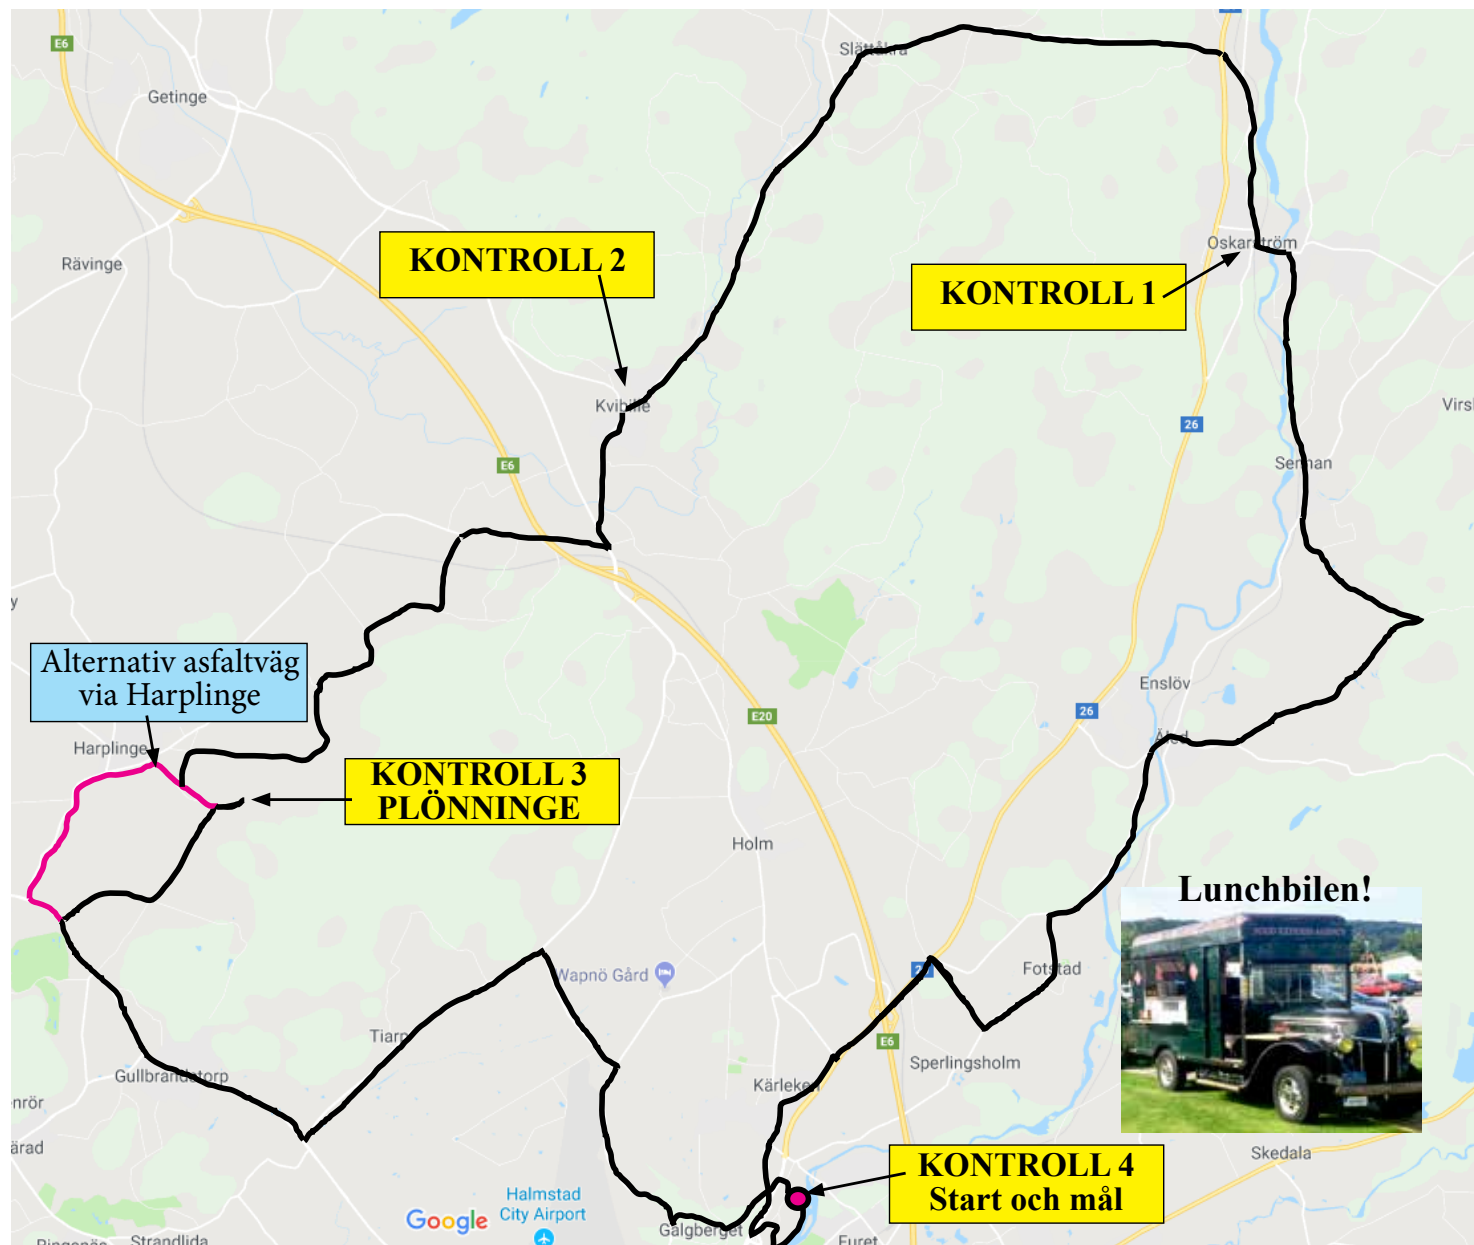 E6
Getinge
Slättåkra
Rävinge
KONTROLL 2
Oskarström
KONTROLL 1
Kvibille
26
E6
Sennan
y
Alternativ asfaltväg
via Harplinge
Enslöv
E20
26
Åled
Harplinge
KONTROLL 3
PLÖNNINGE
Holm
Lunchbilen!
Wapnö Gård
Fotstad
Tiarp
E6
Sperlingsholm
Gullbrandstorp
Kärleken
KONTROLL 4
Start och mål
Skedala
Halmstad
City Airport
Google
Galgberget
Furet
Strandlida